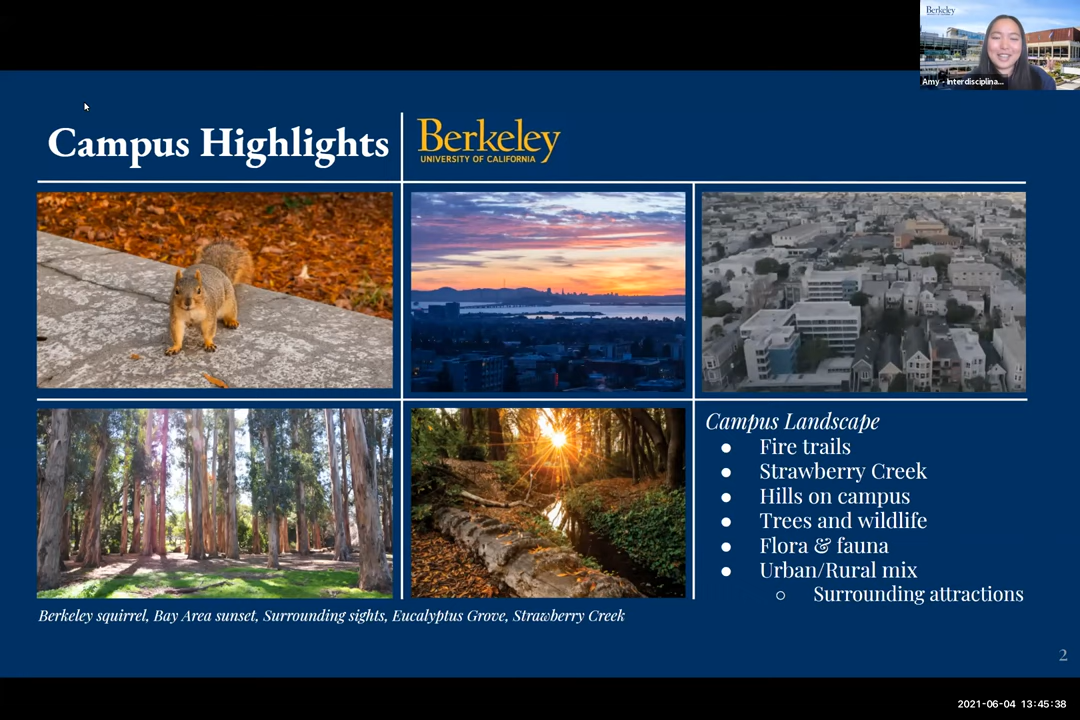 Berkeley
Amy - Interdisciplina...
Campus Highlights
Berkeley
UNIVERSITY OF CALIFORNIA
Campus Landscape
● Fire trails
● Strawberry Creek
● Hills on campus
● Trees and wildlife
● Flora & fauna
● Urban/Rural mix
○ Surrounding attractions
Berkeley squirrel, Bay Area sunset, Surrounding sights, Eucalyptus Grove, Strawberry Creek
2
2021-06-04 13:45:38